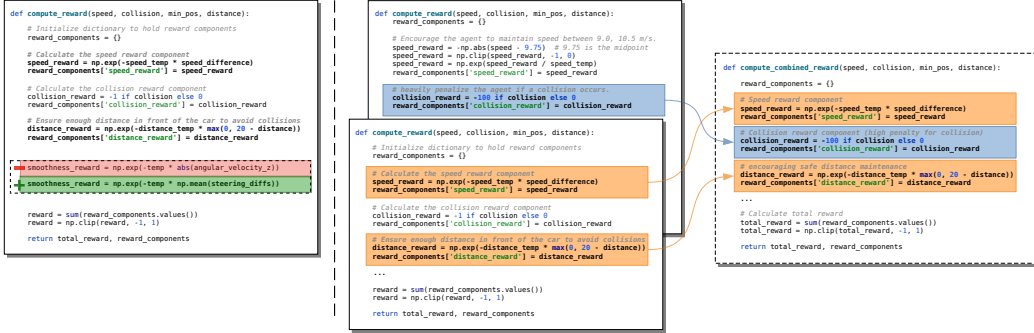 def compute_reward(speed, collision, min_pos, distance):
# Initialize dictionary to hold reward components
reward_components = {}
# Calculate the speed reward component
speed_reward = np.exp(-speed_temp * speed_difference)
reward_components['speed_reward'] = speed_reward
# Calculate the collision reward component
collision_reward = -1 if collision else 0
reward_components['collision_reward'] = collision_reward
# Ensure enough distance in front of the car to avoid collisions
distance_reward = np.exp(-distance_temp * max(0, 20 - distance))
reward_components['distance_reward'] = distance_reward
smoothness_reward = np.exp(-temp * abs(angular_velocity_z))
smoothness_reward = np.exp(-temp * np.mean(steering_diffs))
reward = sum(reward_components.values())
reward = np.clip(reward, -1, 1)
return total_reward, reward_components
def compute_reward(speed, collision, min_pos, distance):
reward_components = {}
# Encourage the agent to maintain speed between 9.0, 10.5 m/s.
speed_reward = -np.abs(speed - 9.75)  # 9.75 is the midpoint
speed_reward = np.clip(speed_reward, -1, 0)
speed_reward = np.exp(speed_reward / speed_temp)
reward_components['speed_reward'] = speed_reward
# heavily penalize the agent if a collision occurs.
collision_reward = -100 if collision else 0
reward_components['collision_reward'] = collision_reward
def compute_reward(speed, collision, min_pos, distance):
# Initialize dictionary to hold reward components
reward_components = {}
# Calculate the speed reward component
speed_reward = np.exp(-speed_temp * speed_difference)
reward_components['speed_reward'] = speed_reward
# Calculate the collision reward component
collision_reward = -1 if collision else 0
reward_components['collision_reward'] = collision_reward
# Ensure enough distance in front of the car to avoid collisions
distance_reward = np.exp(-distance_temp * max(0, 20 - distance))
reward_components['distance_reward'] = distance_reward
...
reward = sum(reward_components.values())
reward = np.clip(reward, -1, 1)
return total_reward, reward_components
def compute_combined_reward(speed, collision, min_pos, distance):
reward_components = {}
# Speed reward component
speed_reward = np.exp(-speed_temp * speed_difference)
reward_components['speed_reward'] = speed_reward
# Collision reward component (high penalty for collision)
collision_reward = -100 if collision else 0
reward_components['collision_reward'] = collision_reward
# encouraging safe distance maintenance
distance_reward = np.exp(-distance_temp * max(0, 20 - distance)
reward_components['distance_reward'] = distance_reward
...
# Calculate total reward
total_reward = sum(reward_components.values())
total_reward = np.clip(total_reward, -1, 1)
return total_reward, reward_components